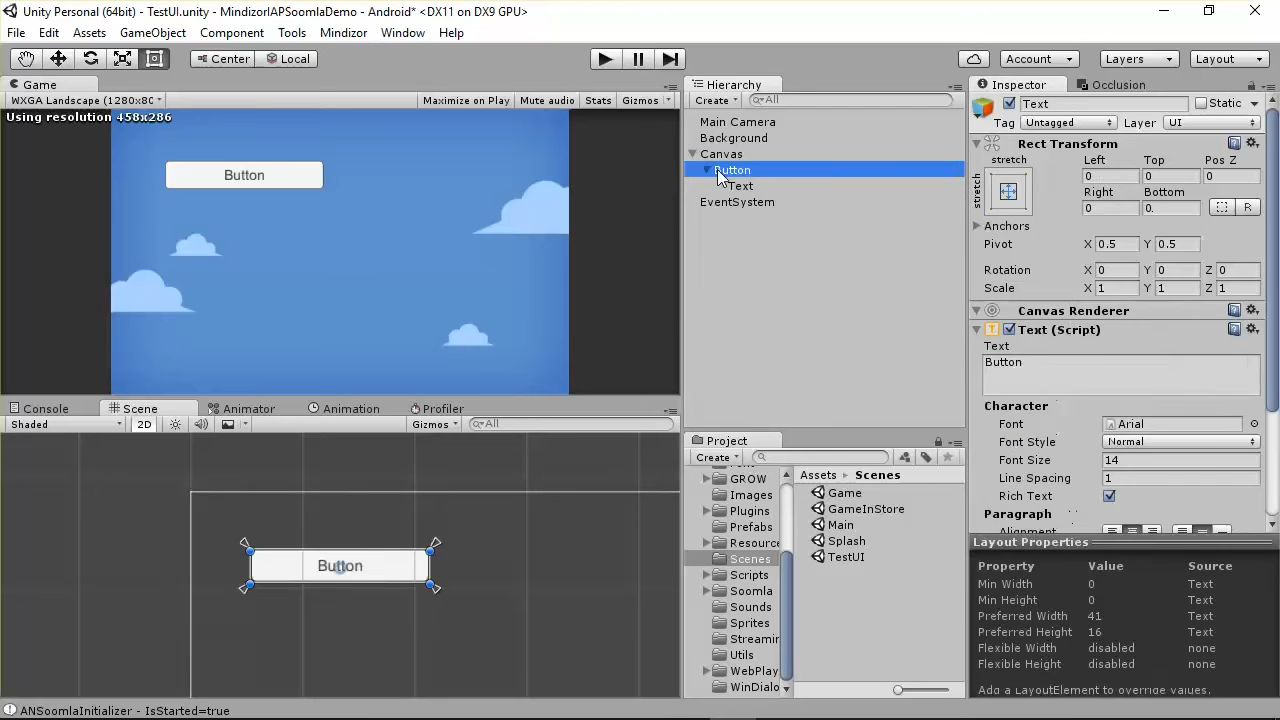 Unity Personal (64bit) - TestUI.unity - MindizorIAPSoomlaDemo - Android* <DX11 on DX9 GPU>
File Edit Assets GameObject Component Tools Mindizor Window Help
Center Local Account Layers Layout
Game
WXGA Landscape (1280x80 Maximize on Play Mute audio Stats Gizmos
Using resolution 458x286
Button
Console Scene Animator Animation Profiler
Shaded 2D Gizmos All
Button
Hierarchy
Create All
Main Camera
Background
Canvas
Button
Text
EventSystem
Project
Create
GROW
Images
Plugins
Prefabs
Resource
Scenes
Scripts
Soomla
Sounds
Sprites
Streamin
Utils
WebPlay
WinDialo
Assets Scenes
Game
GameInStore
Main
Splash
TestUI
Inspector Occlusion
Text Static
Tag Untagged Layer UI
Rect Transform
stretch Left Top Pos Z
stretch 0 0 0
Right Bottom
0 0. R
Anchors
Pivot X 0.5 Y 0.5
Rotation X 0 Y 0 Z 0
Scale X 1 Y 1 Z 1
Canvas Renderer
Text (Script)
Text
Button
Character
Font Arial
Font Style Normal
Font Size 14
Line Spacing 1
Rich Text
Paragraph
Alignment
Layout Properties
Property Value Source
Min Width 0 Text
Min Height 0 Text
Preferred Width 41 Text
Preferred Height 16 Text
Flexible Width disabled none
Flexible Height disabled none
Add a LayoutElement to override values.
ANSoomlaInitializer - IsStarted=true